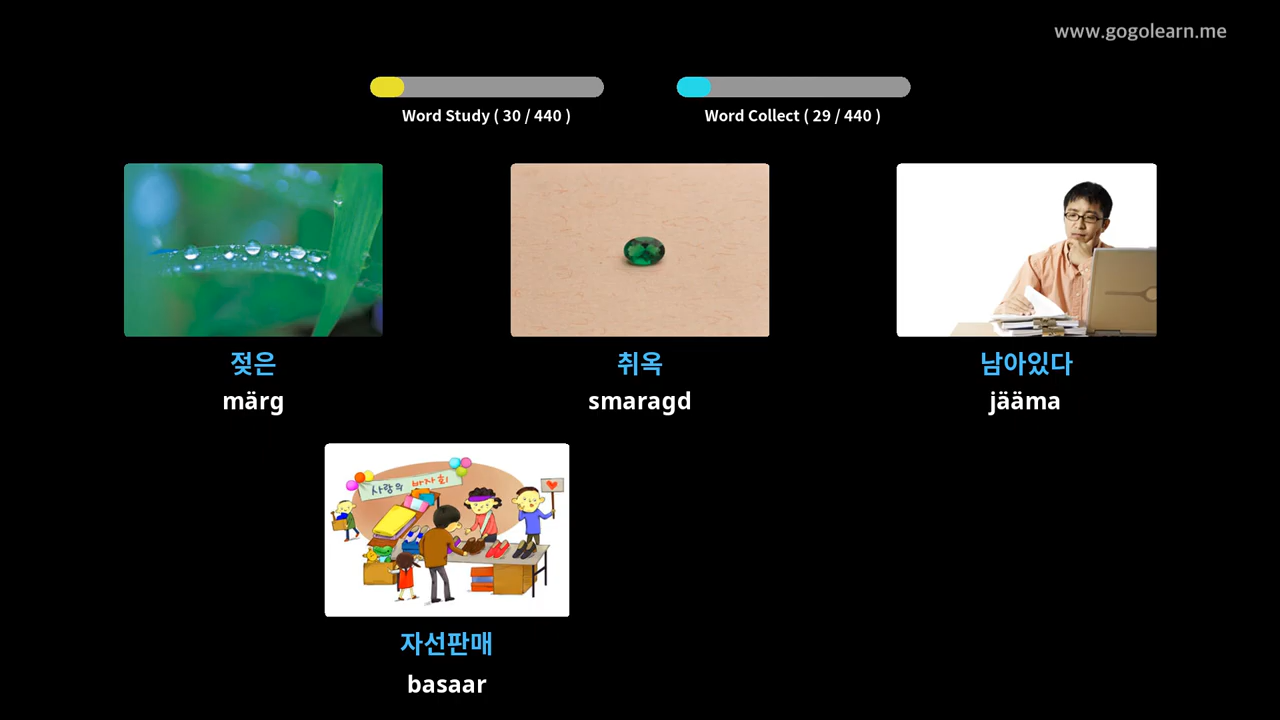 www.gogolearn.me
Word Study ( 30 / 440 )
Word Collect ( 29 / 440 )
젖은
märg
취옥
smaragd
남아있다
jääma
사랑의 바자회
자선판매
basaar